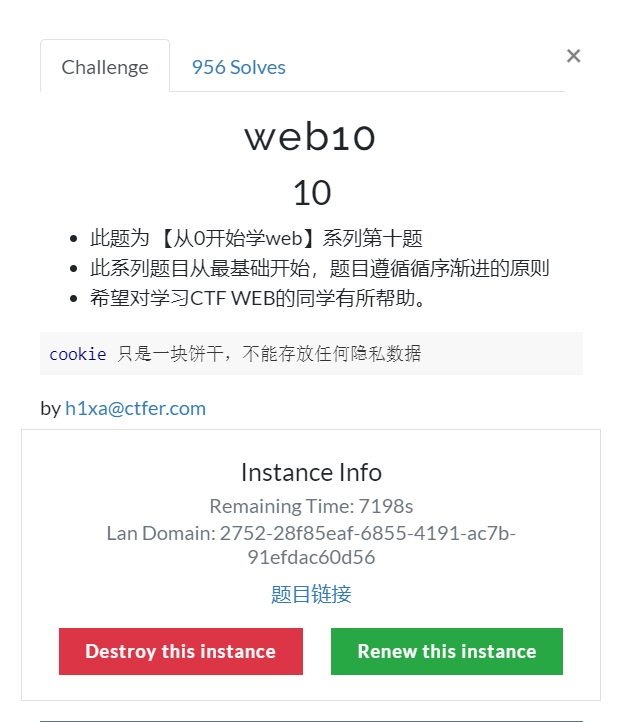 Challenge
956 Solves
×
web10
10
此题为 【从0开始学web】系列第十题
此系列题目从最基础开始，题目遵循循序渐进的原则
希望对学习CTF WEB的同学有所帮助。
cookie 只是一块饼干，不能存放任何隐私数据
by h1xa@ctfer.com
Instance Info
Remaining Time: 7198s
Lan Domain: 2752-28f85eaf-6855-4191-ac7b-
91efdac60d56
题目链接
Destroy this instance
Renew this instance